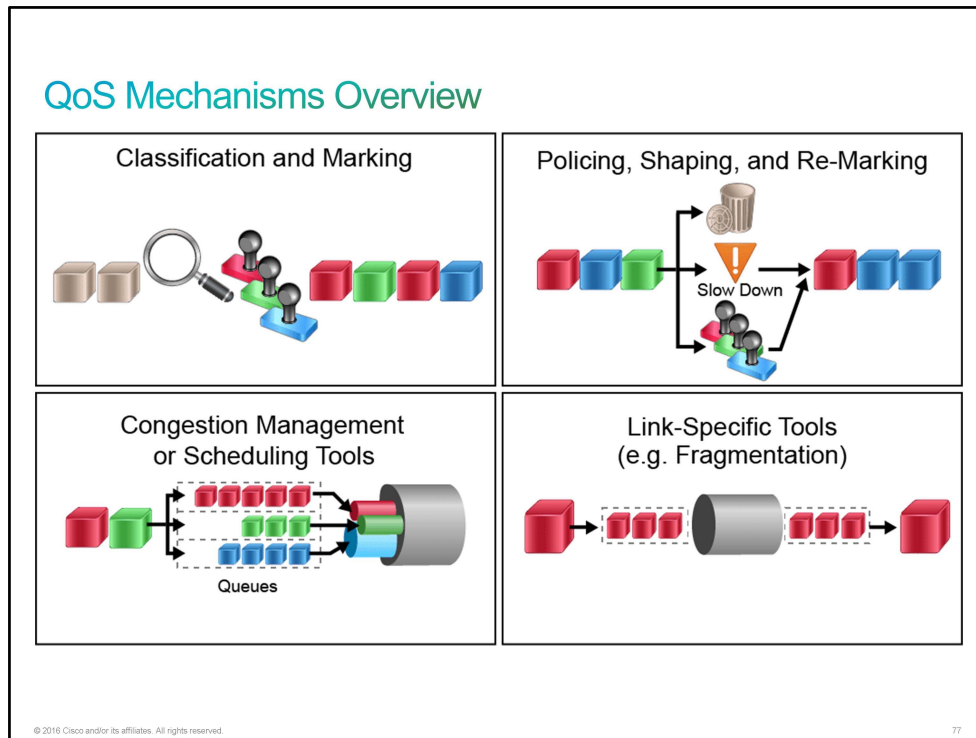 QoS Mechanisms Overview
Classification and Marking
Policing, Shaping, and Re-Marking
Slow Down
Congestion Management
or Scheduling Tools
Queues
Link-Specific Tools
(e.g. Fragmentation)
© 2016 Cisco and/or its affiliates. All rights reserved.
77